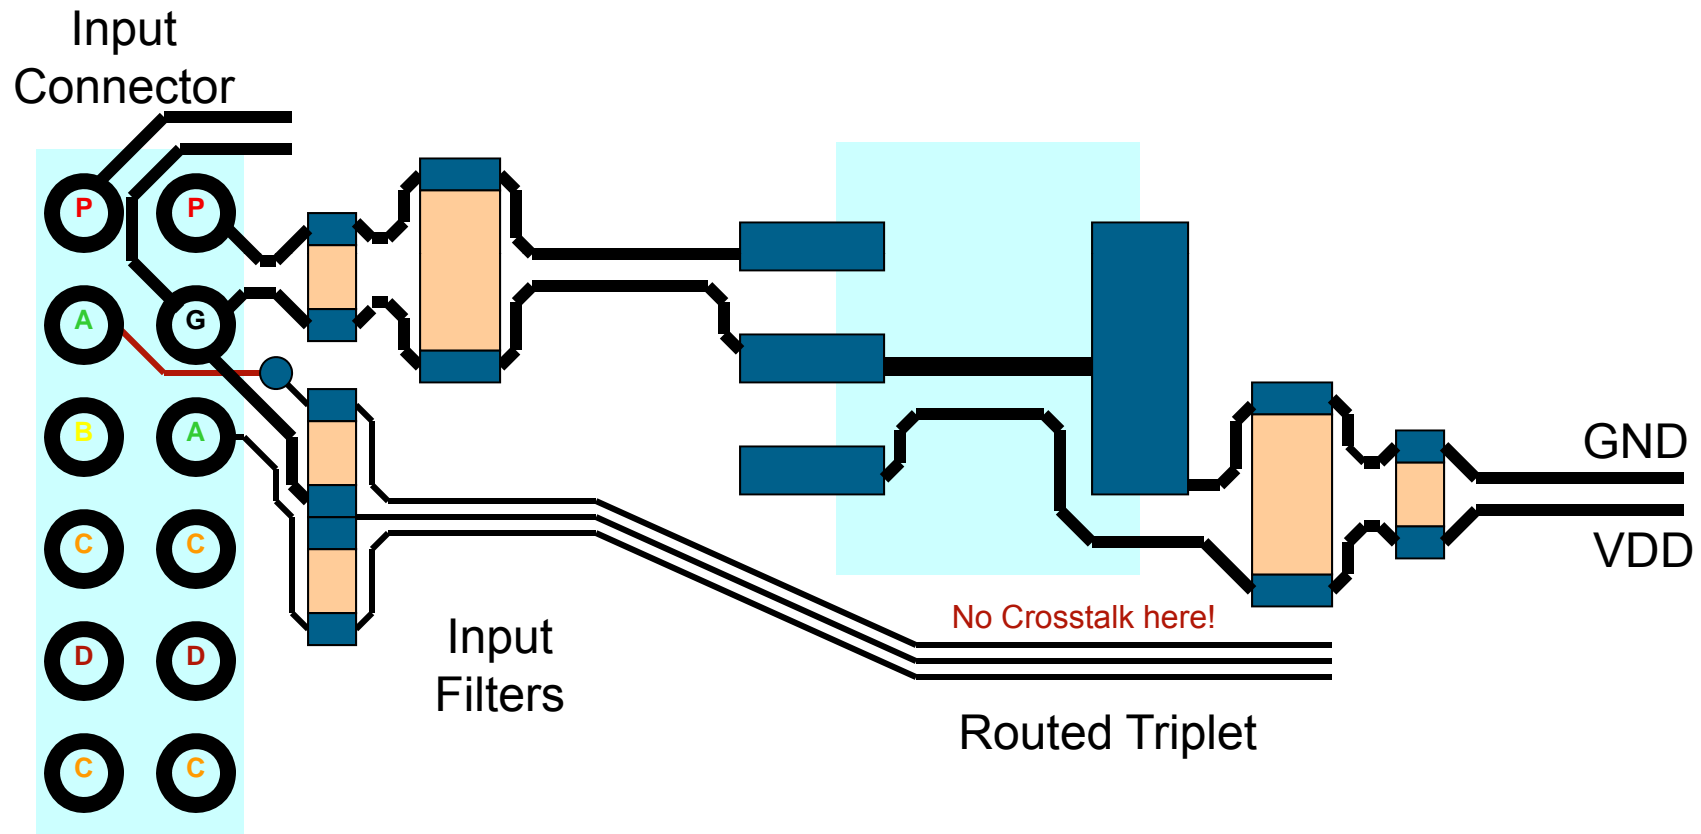 Input
Connector
P P
A G
B A
C C
D D
C C
Input
Filters
GND
VDD
No Crosstalk here!
Routed Triplet